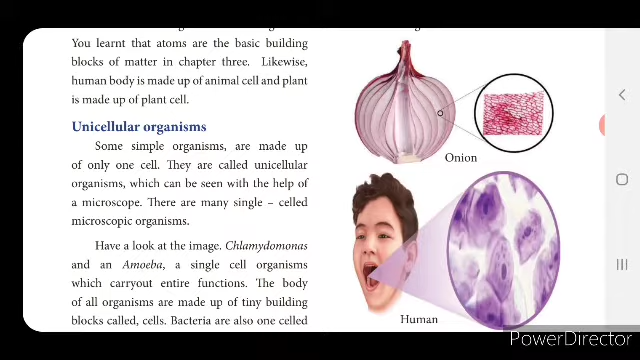 You learnt that atoms are the basic building
blocks of matter in chapter three. Likewise,
human body is made up of animal cell and plant
is made up of plant cell.
Unicellular organisms
Some simple organisms, are made up
of only one cell. They are called unicellular
organisms, which can be seen with the help of
a microscope. There are many single – celled
microscopic organisms.
Have a look at the image. Chlamydomonas
and an Amoeba, a single cell organisms
which carryout entire functions. The body
of all organisms are made up of tiny building
blocks called, cells. Bacteria are also one celled
Onion
Human
PowerDirector